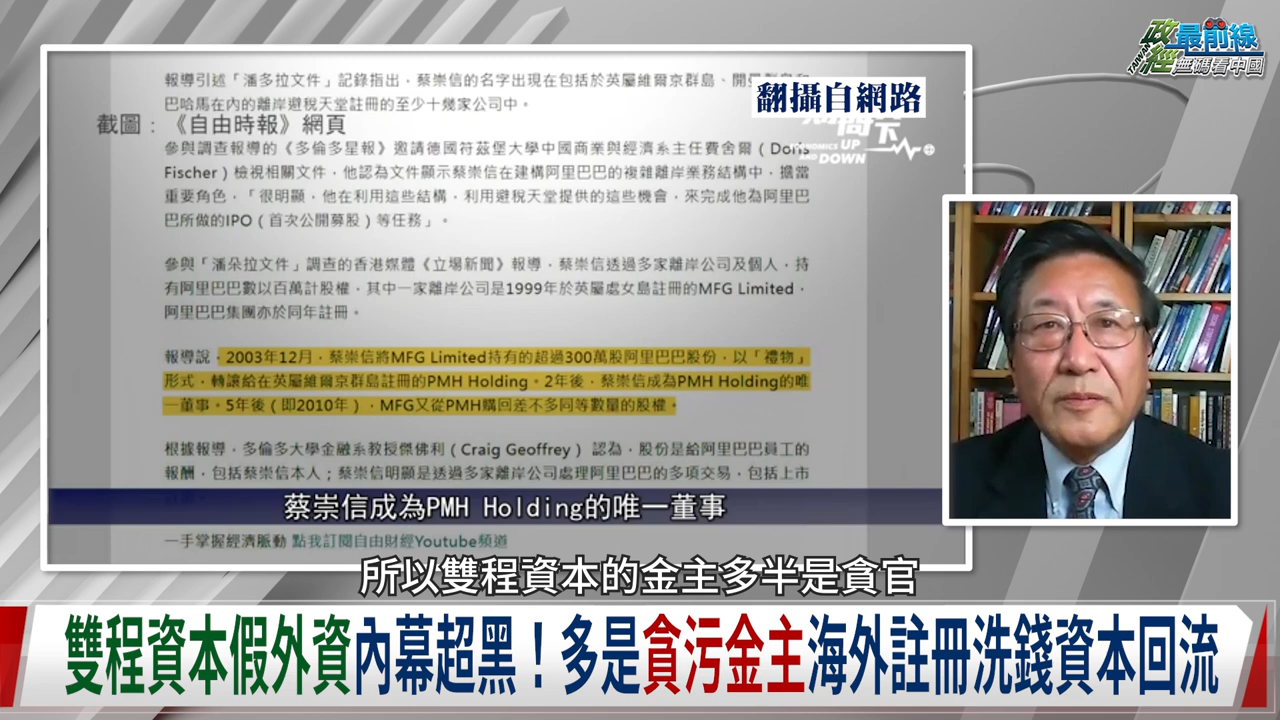 政經最前線
無碼看中國
TAIWAN
翻攝自網路
報導引述「潘多拉文件」記錄指出，蔡崇信的名字出現在包括於英屬維爾京群島、開
巴哈馬在內的離岸避稅天堂註冊的至少十幾家公司中。
截圖：《自由時報》網頁
ECONOMICS UP
AND DOWN
參與調查報導的《多倫多星報》邀請德國符茲堡大學中國商業與經濟系主任費舍爾（Doris
Fischer）檢視相關文件，他認為文件顯示蔡崇信在建構阿里巴巴的複雜離岸業務結構中，擔當
重要角色，「很明顯，他在利用這些結構，利用避稅天堂提供的這些機會，來完成他為阿里巴
巴所做的IPO（首次公開募股）等任務」。
參與「潘朵拉文件」調查的香港媒體《立場新聞》報導，蔡崇信透過多家離岸公司及個人，持
有阿里巴巴數以百萬計股權，其中一家離岸公司是1999年於英屬處女島註冊的MFG Limited，
阿里巴巴集團亦於同年註冊。
報導說，2003年12月，蔡崇信將MFG Limited持有的超過300萬股阿里巴巴股份，以「禮物」
形式，轉讓給在英屬維爾京群島註冊的PMH Holding。2年後，蔡崇信成為PMH Holding的唯
一董事。5年後（即2010年），MFG又從PMH購回差不多同等數量的股權。
根據報導，多倫多大學金融系教授傑佛利（Craig Geoffrey） 認為，股份是給阿里巴巴員工的
報酬，包括蔡崇信本人；蔡崇信明顯是透過多家離岸公司處理阿里巴巴的多項交易，包括上市
蔡崇信成為PMH Holding的唯一董事
一手掌握經濟脈動 點我訂閱自由財經Youtube頻道
所以雙程資本的金主多半是貪官
雙程資本假外資內幕超黑！多是貪污金主海外註冊洗錢資本回流